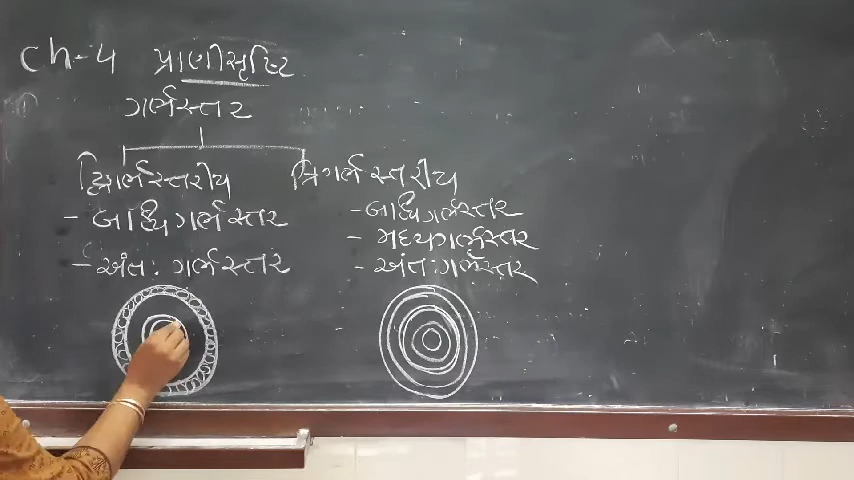 Ch-4 પ્રાણીસૃષ્ટિ
ગર્ભસ્તર
દ્વિગર્ભસ્તરીય
- બાહ્યગર્ભસ્તર
- અંતઃગર્ભસ્તર
ત્રિગર્ભસ્તરીય
- બાહ્યગર્ભસ્તર
- મધ્યગર્ભસ્તર
- અંતઃગર્ભસ્તર